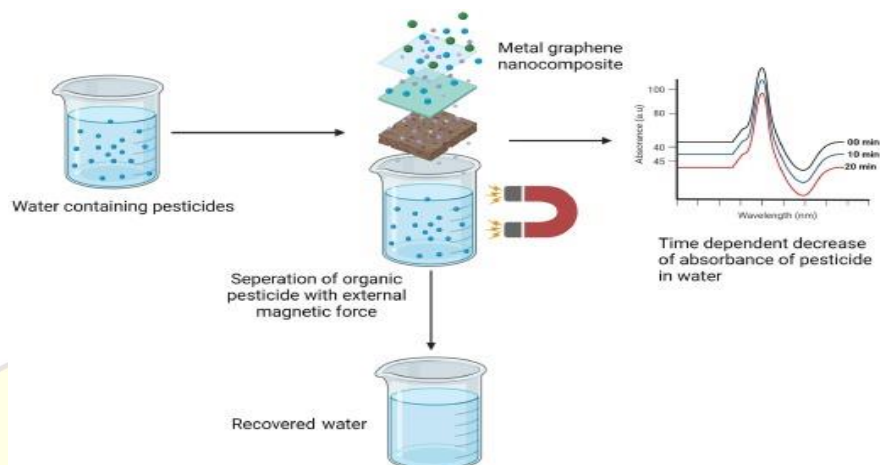 Metal graphene
nanocomposite
Water containing pesticides
Seperation of organic
pesticide with external
magnetic force
Recovered water
Absorance (a.u)
100
80
40
45
00 min
10 min
20 min
Wavelength (nm)
Time dependent decrease
of absorbance of pesticide
in water